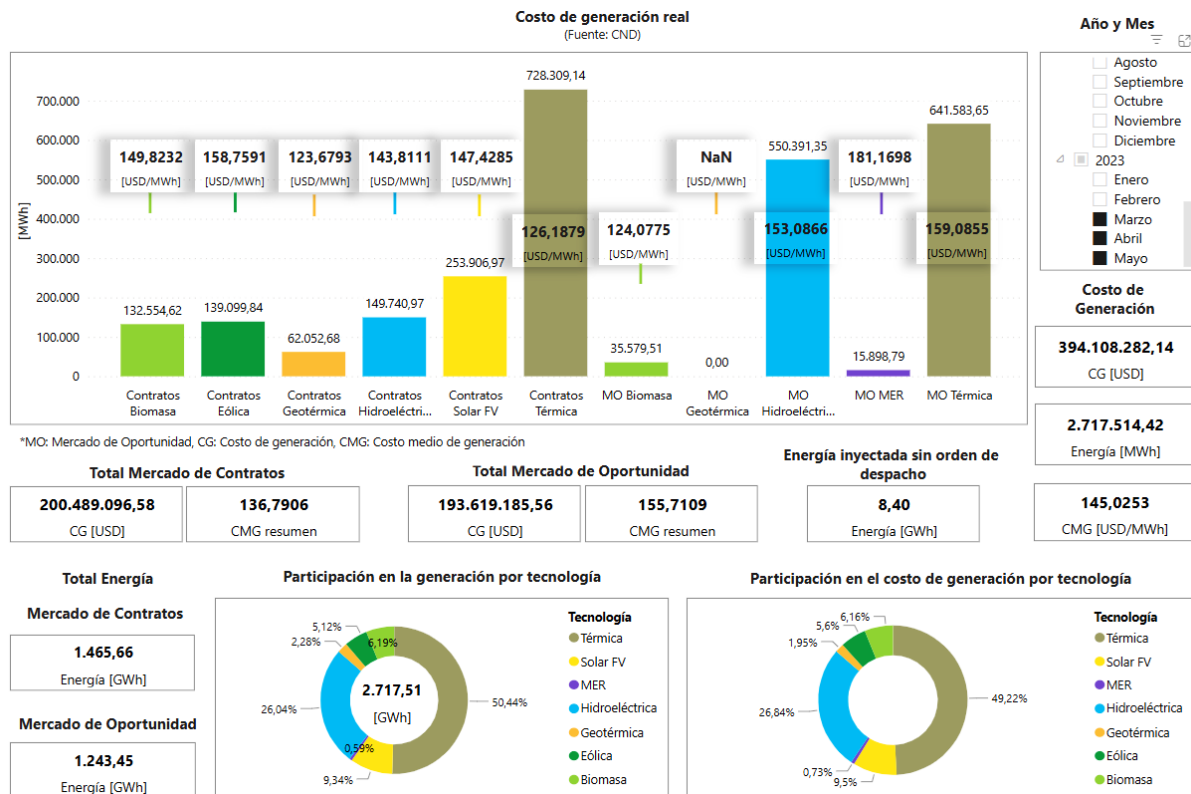 Costo de generación real
(Fuente: CND)
Año y Mes
Agosto
Septiembre
Octubre
Noviembre
Diciembre
2023
Enero
Febrero
Marzo
Abril
Mayo
[MWh]
700.000
600.000
500.000
400.000
300.000
200.000
100.000
0
149,8232
[USD/MWh]
158,7591
[USD/MWh]
123,6793
[USD/MWh]
143,8111
[USD/MWh]
147,4285
[USD/MWh]
126,1879
[USD/MWh]
124,0775
[USD/MWh]
NaN
[USD/MWh]
153,0866
[USD/MWh]
181,1698
[USD/MWh]
159,0855
[USD/MWh]
132.554,62
139.099,84
62.052,68
149.740,97
253.906,97
728.309,14
35.579,51
0,00
550.391,35
15.898,79
641.583,65
Contratos
Biomasa
Contratos
Eólica
Contratos
Geotérmica
Contratos
Hidroeléctri...
Contratos
Solar FV
Contratos
Térmica
MO Biomasa
MO
Geotérmica
MO
Hidroeléctri...
MO MER
MO Térmica
*MO: Mercado de Oportunidad, CG: Costo de generación, CMG: Costo medio de generación
Costo de
Generación
394.108.282,14
CG [USD]
2.717.514,42
Energía [MWh]
145,0253
CMG [USD/MWh]
Total Mercado de Contratos
200.489.096,58
CG [USD]
136,7906
CMG resumen
Total Mercado de Oportunidad
193.619.185,56
CG [USD]
155,7109
CMG resumen
Energía inyectada sin orden de
despacho
8,40
Energía [GWh]
Total Energía
Mercado de Contratos
1.465,66
Energía [GWh]
Mercado de Oportunidad
1.243,45
Energía [GWh]
Participación en la generación por tecnología
5,12%
6,19%
2,28%
26,04%
0,59%
9,34%
50,44%
2.717,51
[GWh]
Tecnología
Térmica
Solar FV
MER
Hidroeléctrica
Geotérmica
Eólica
Biomasa
Participación en el costo de generación por tecnología
6,16%
5,6%
1,95%
26,84%
0,73%
9,5%
49,22%
Tecnología
Térmica
Solar FV
MER
Hidroeléctrica
Geotérmica
Eólica
Biomasa